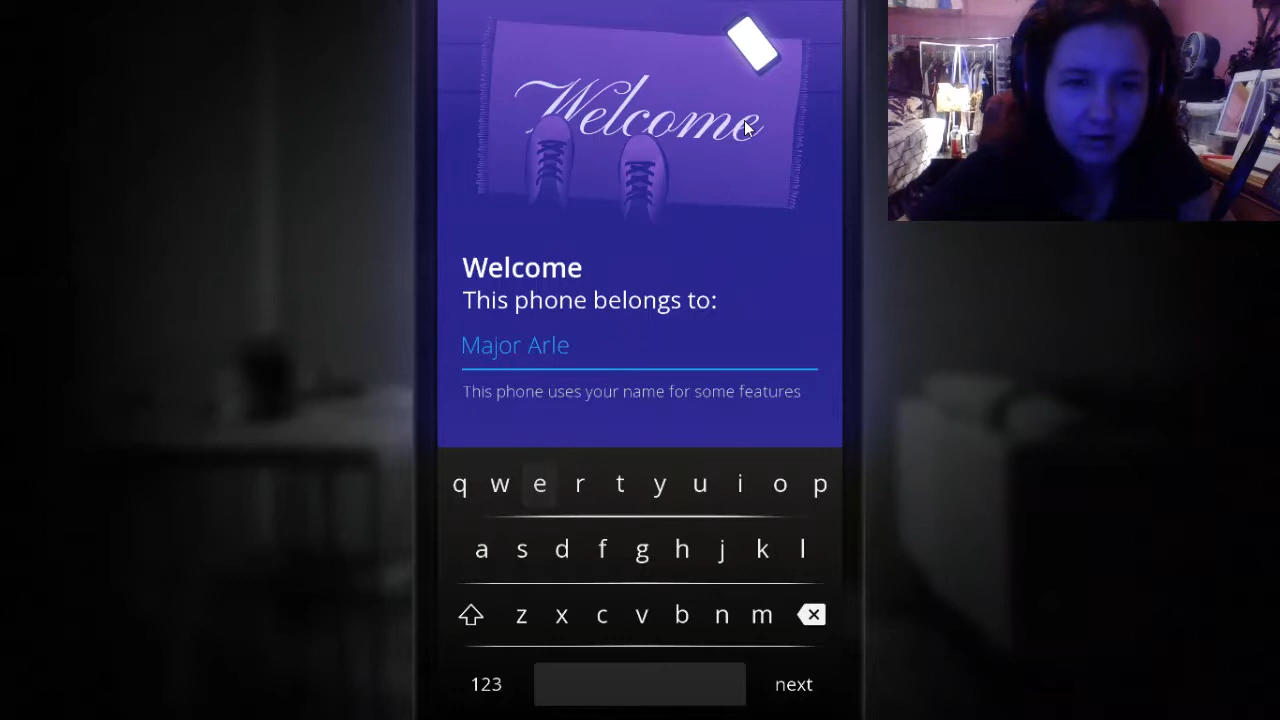 Welcome
Welcome
This phone belongs to:
Major Arle
This phone uses your name for some features
q w e r t y u i o p
a s d f g h j k l
z x c v b n m
123 next